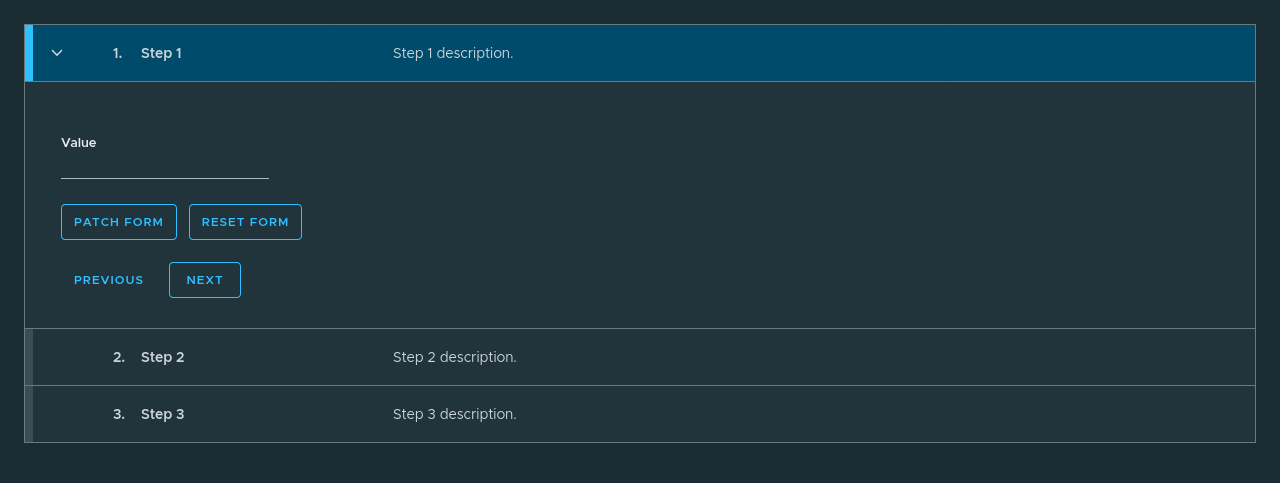 1. Step 1 Step 1 description.
Value
PATCH FORM RESET FORM
PREVIOUS NEXT
2. Step 2 Step 2 description.
3. Step 3 Step 3 description.